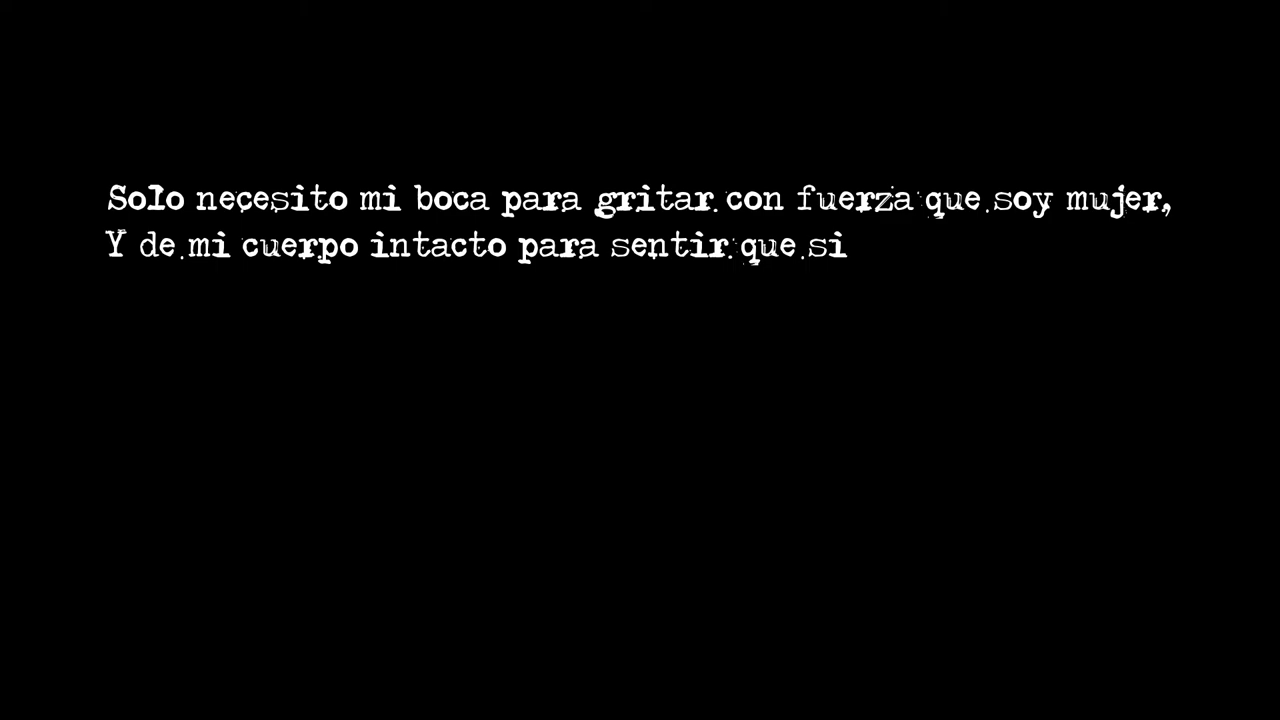 Solo necesito mi boca para gritar con fuerza que soy mujer,
Y de mi cuerpo intacto para sentir que si